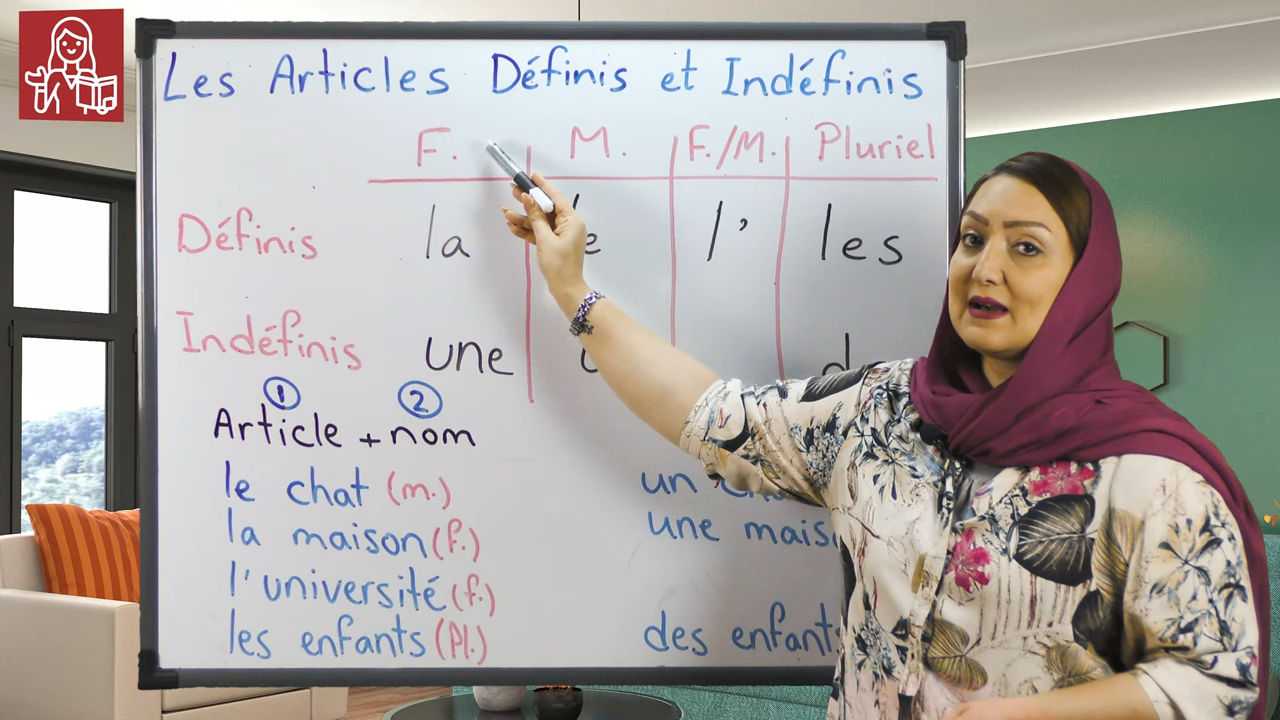 Les Articles Définis et Indéfinis
F. M. F./M. Pluriel
Définis la l' les
Indéfinis une
1 2
Article + nom
le chat (m.) un
la maison (f.) une
l'université (f.)
les enfants (Pl.) des enfants